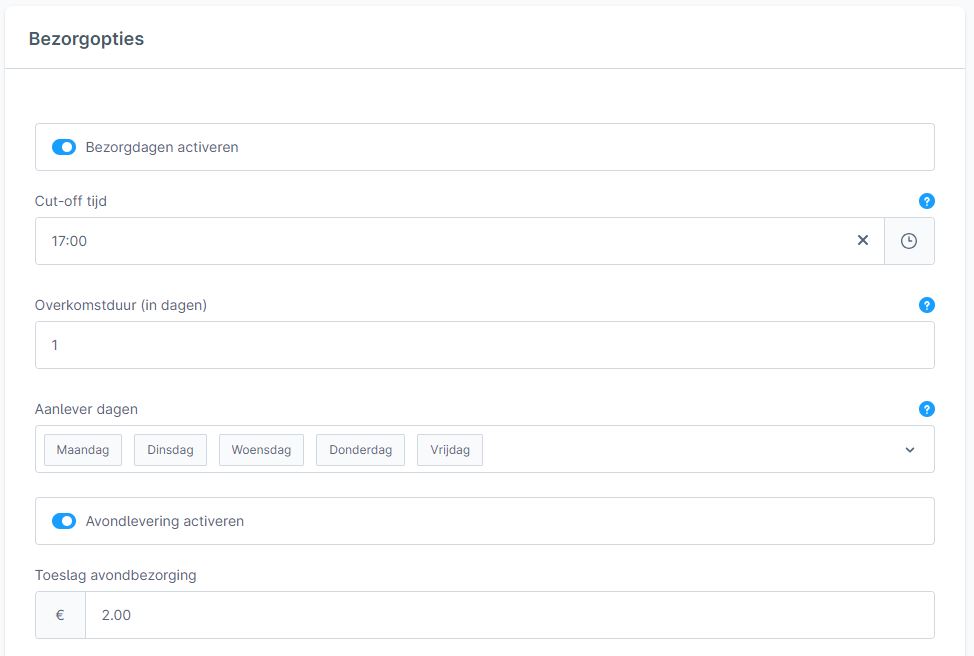 Bezorgopties
Bezorgdagen activeren
Cut-off tijd
?
17:00
Overkomstduur (in dagen)
?
1
Aanlever dagen
?
Maandag Dinsdag Woensdag Donderdag Vrijdag
Avondlevering activeren
Toeslag avondbezorging
€ 2.00